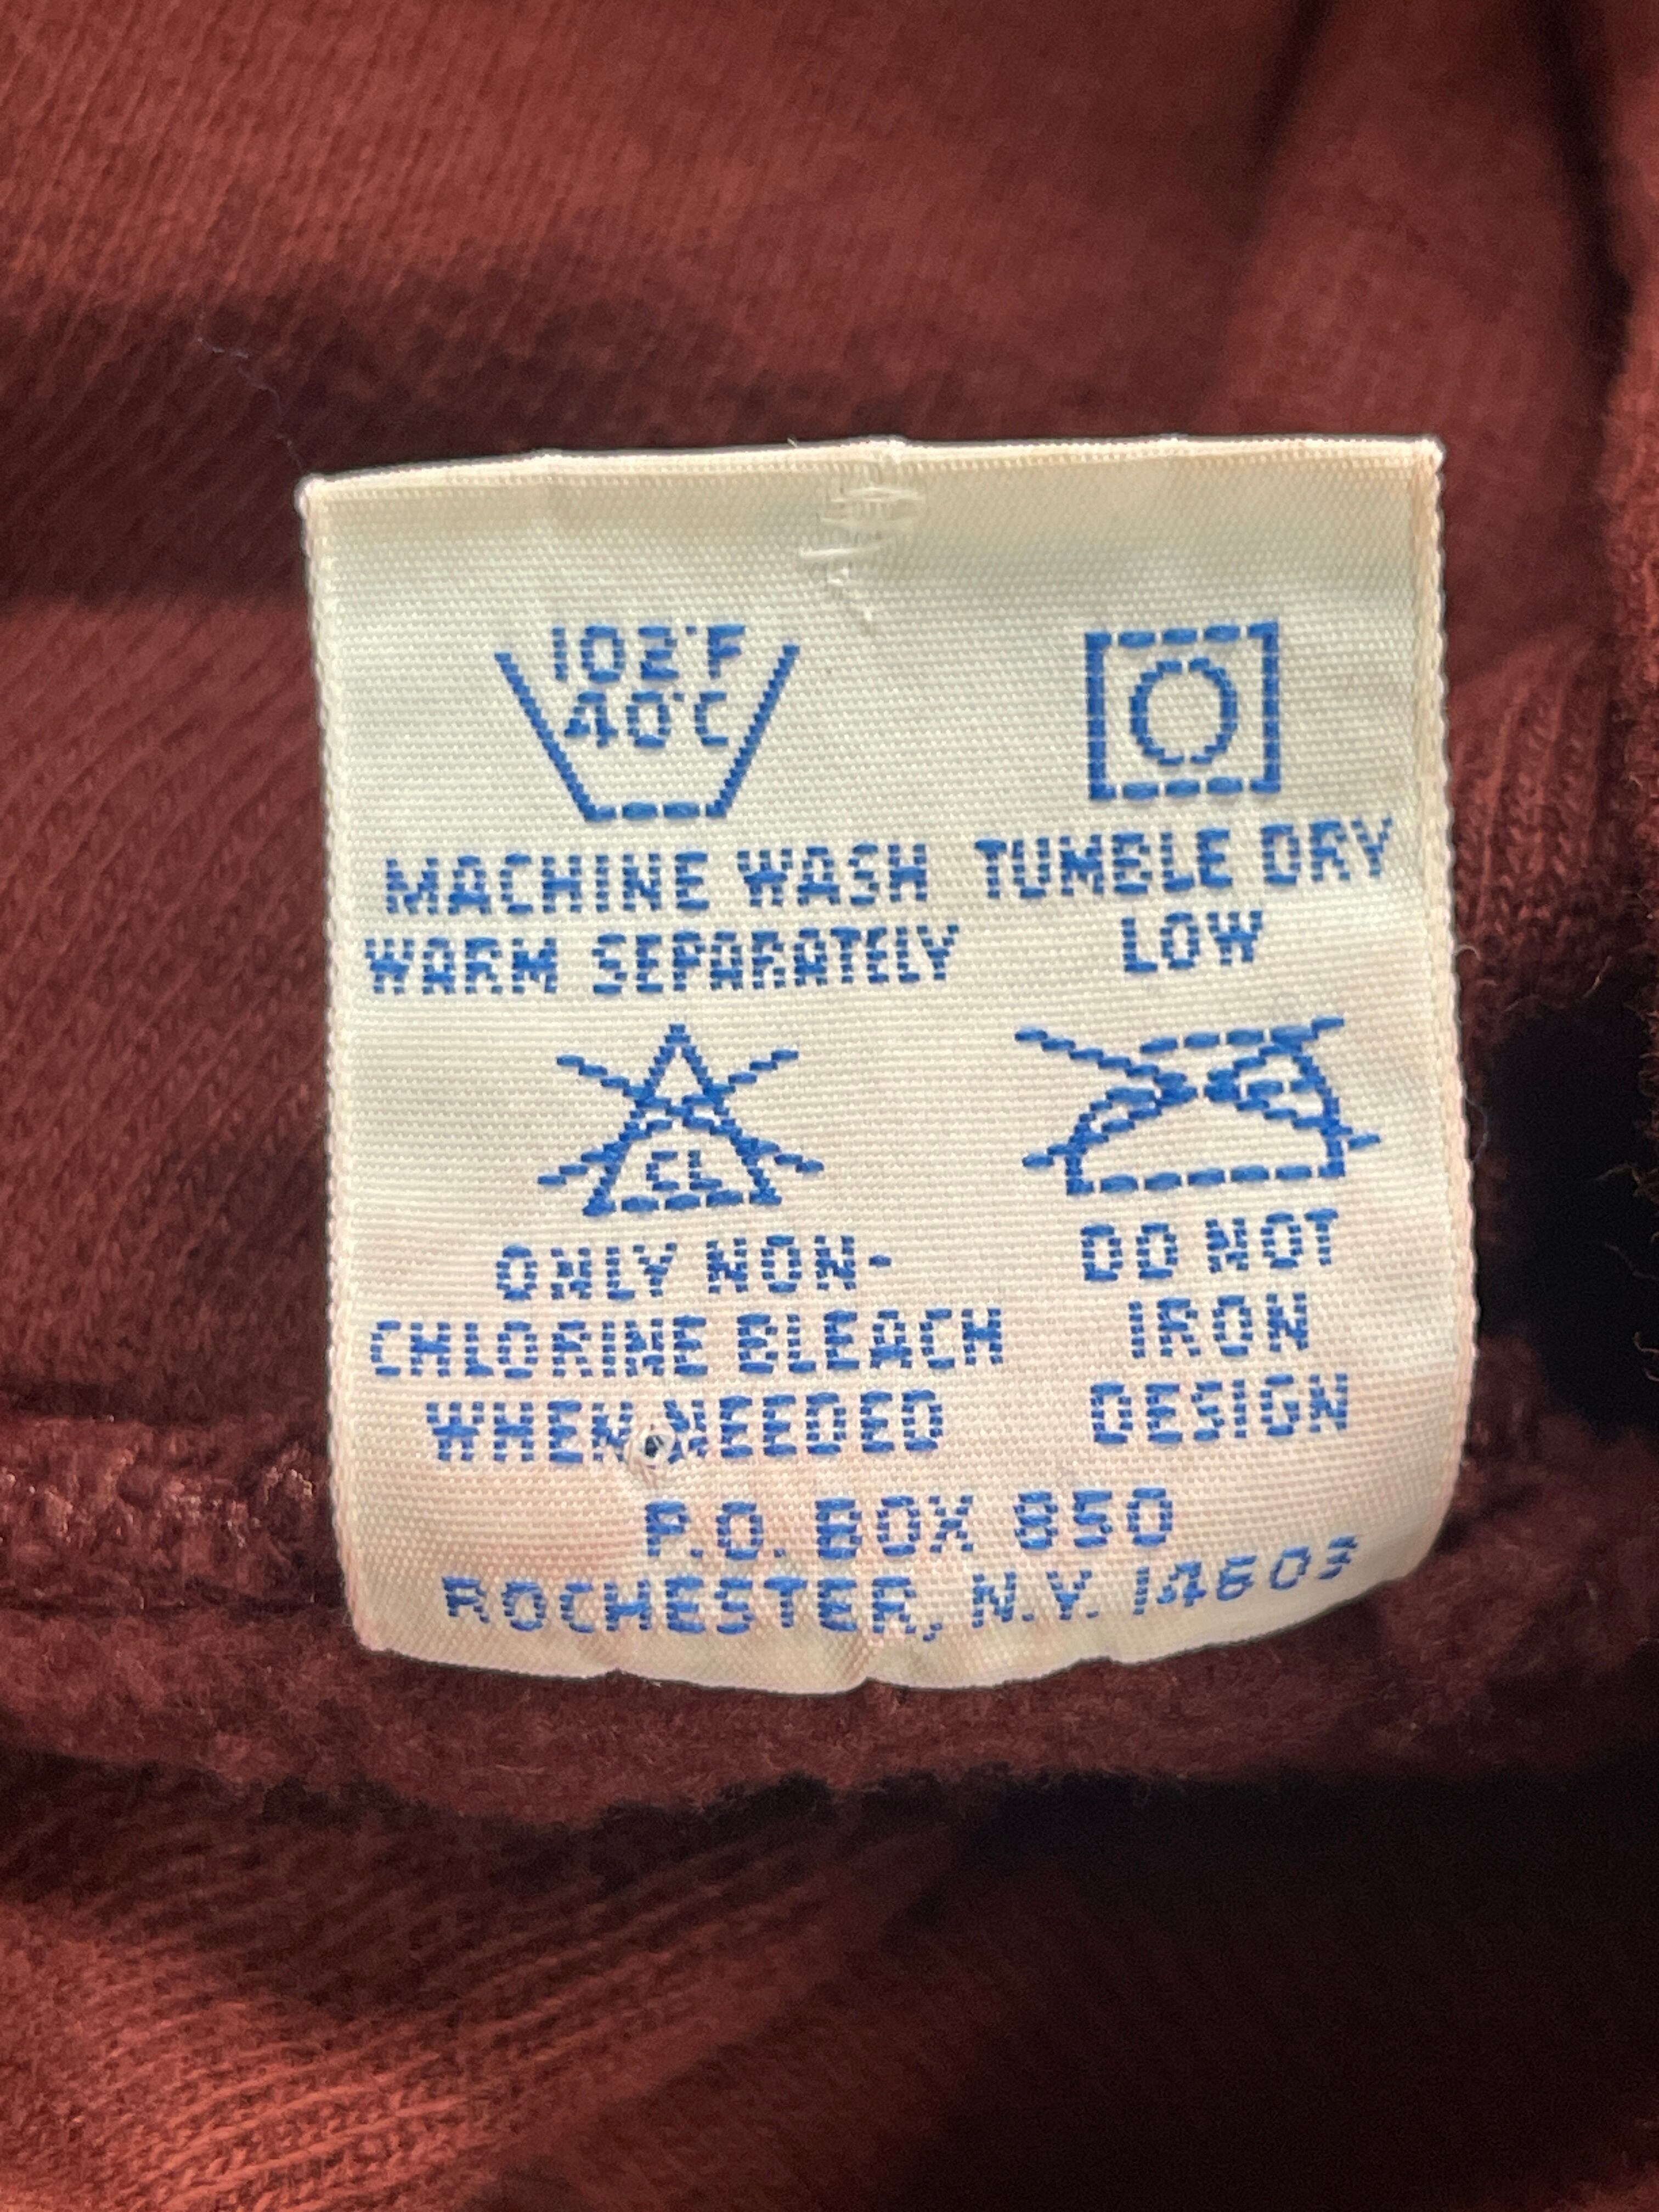 102°F
40°C
MACHINE WASH
WARM SEPARATELY
TUMBLE DRY
LOW
CL
ONLY NON-
CHLORINE BLEACH
WHEN NEEDED
DO NOT
IRON
DESIGN
P.O. BOX 850
ROCHESTER, N.Y. 14603